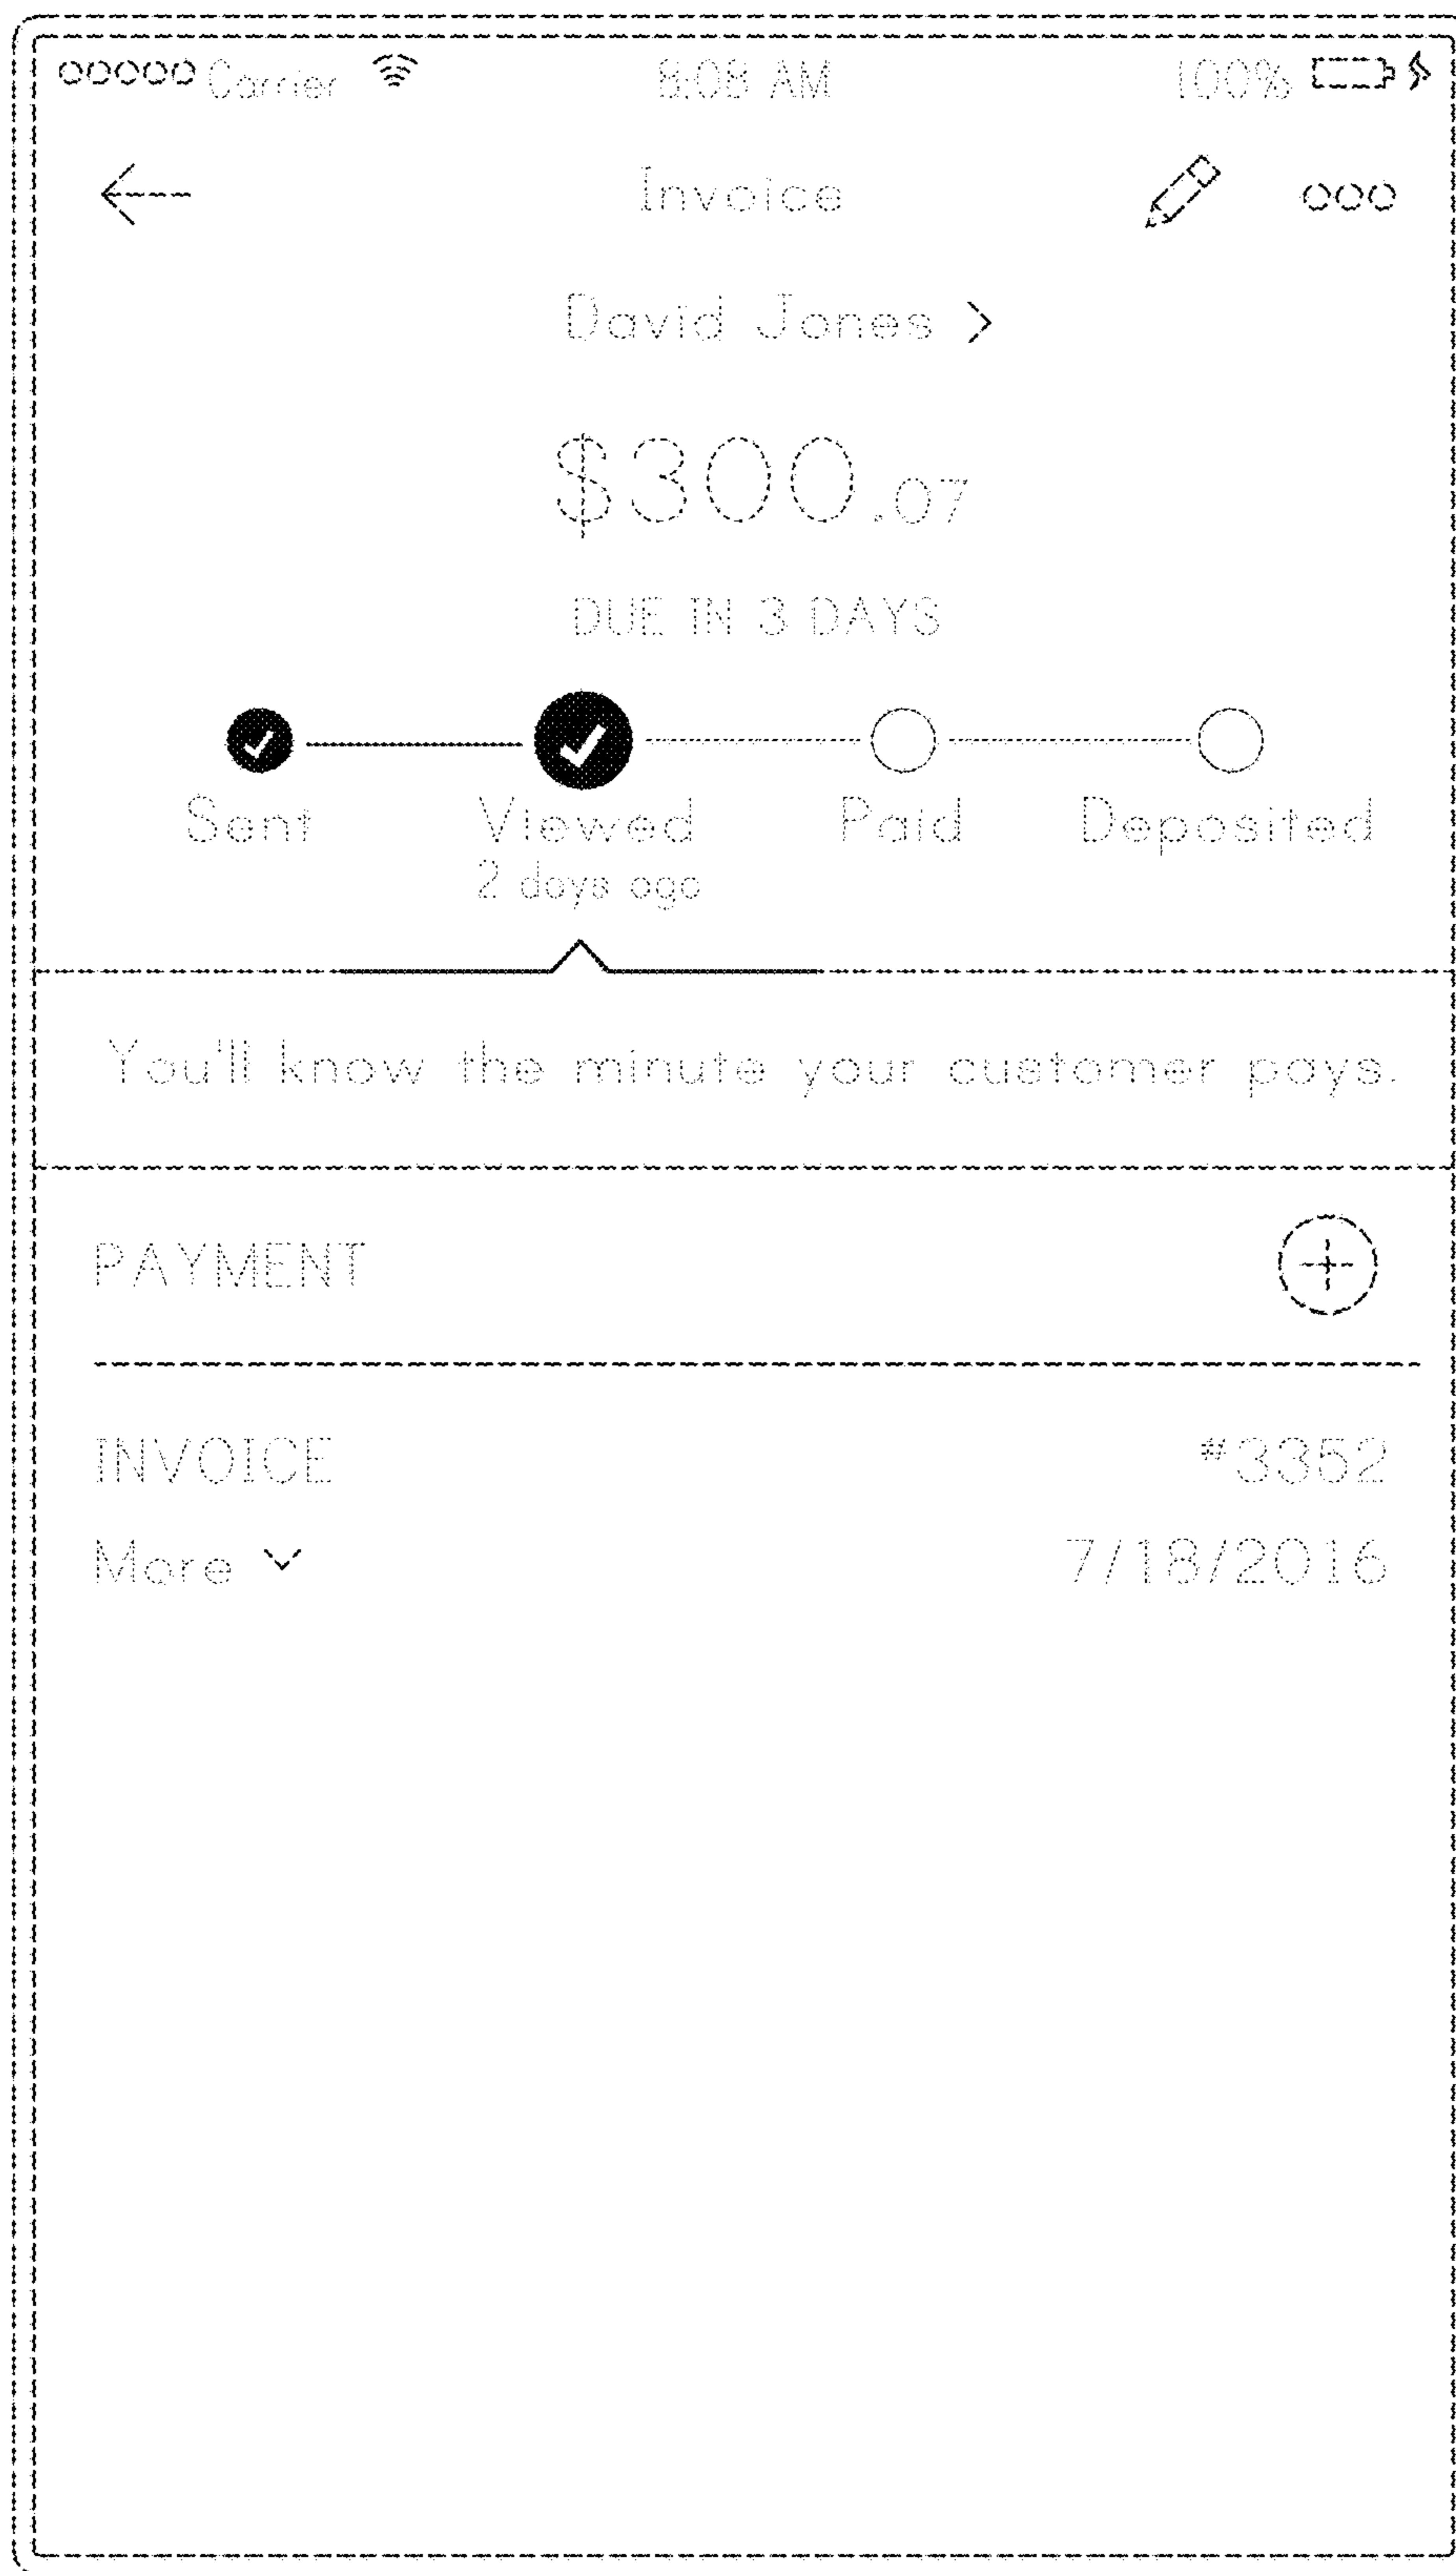 Carrier 8:08 AM 100%
Invoice
David Jones >
$300.07
DUE IN 3 DAYS
Sent Viewed Paid Deposited
2 days ago
You'll know the minute your customer pays.
PAYMENT
INVOICE #3352
More 7/18/2016